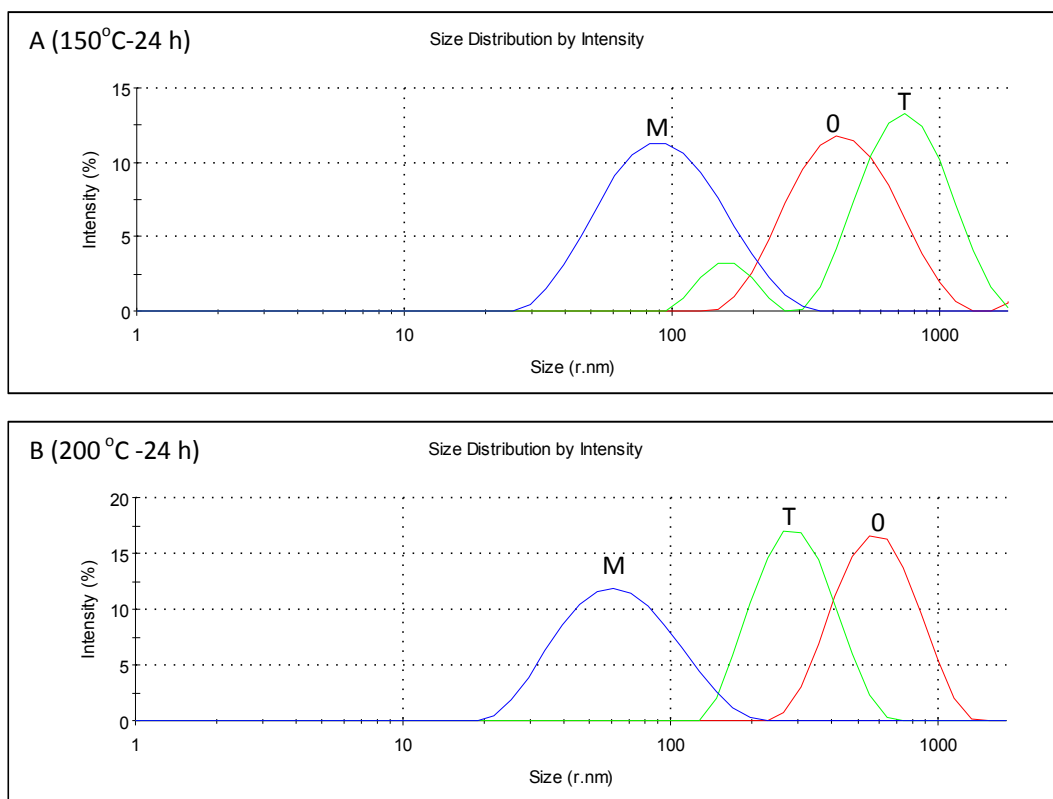 A (150°C-24 h)
Size Distribution by Intensity
15
10
5
0
Intensity (%)
M
0
T
1
10
100
1000
Size (r.nm)
B (200 °C -24 h)
Size Distribution by Intensity
20
15
10
5
0
Intensity (%)
M
T
0
1
10
100
1000
Size (r.nm)